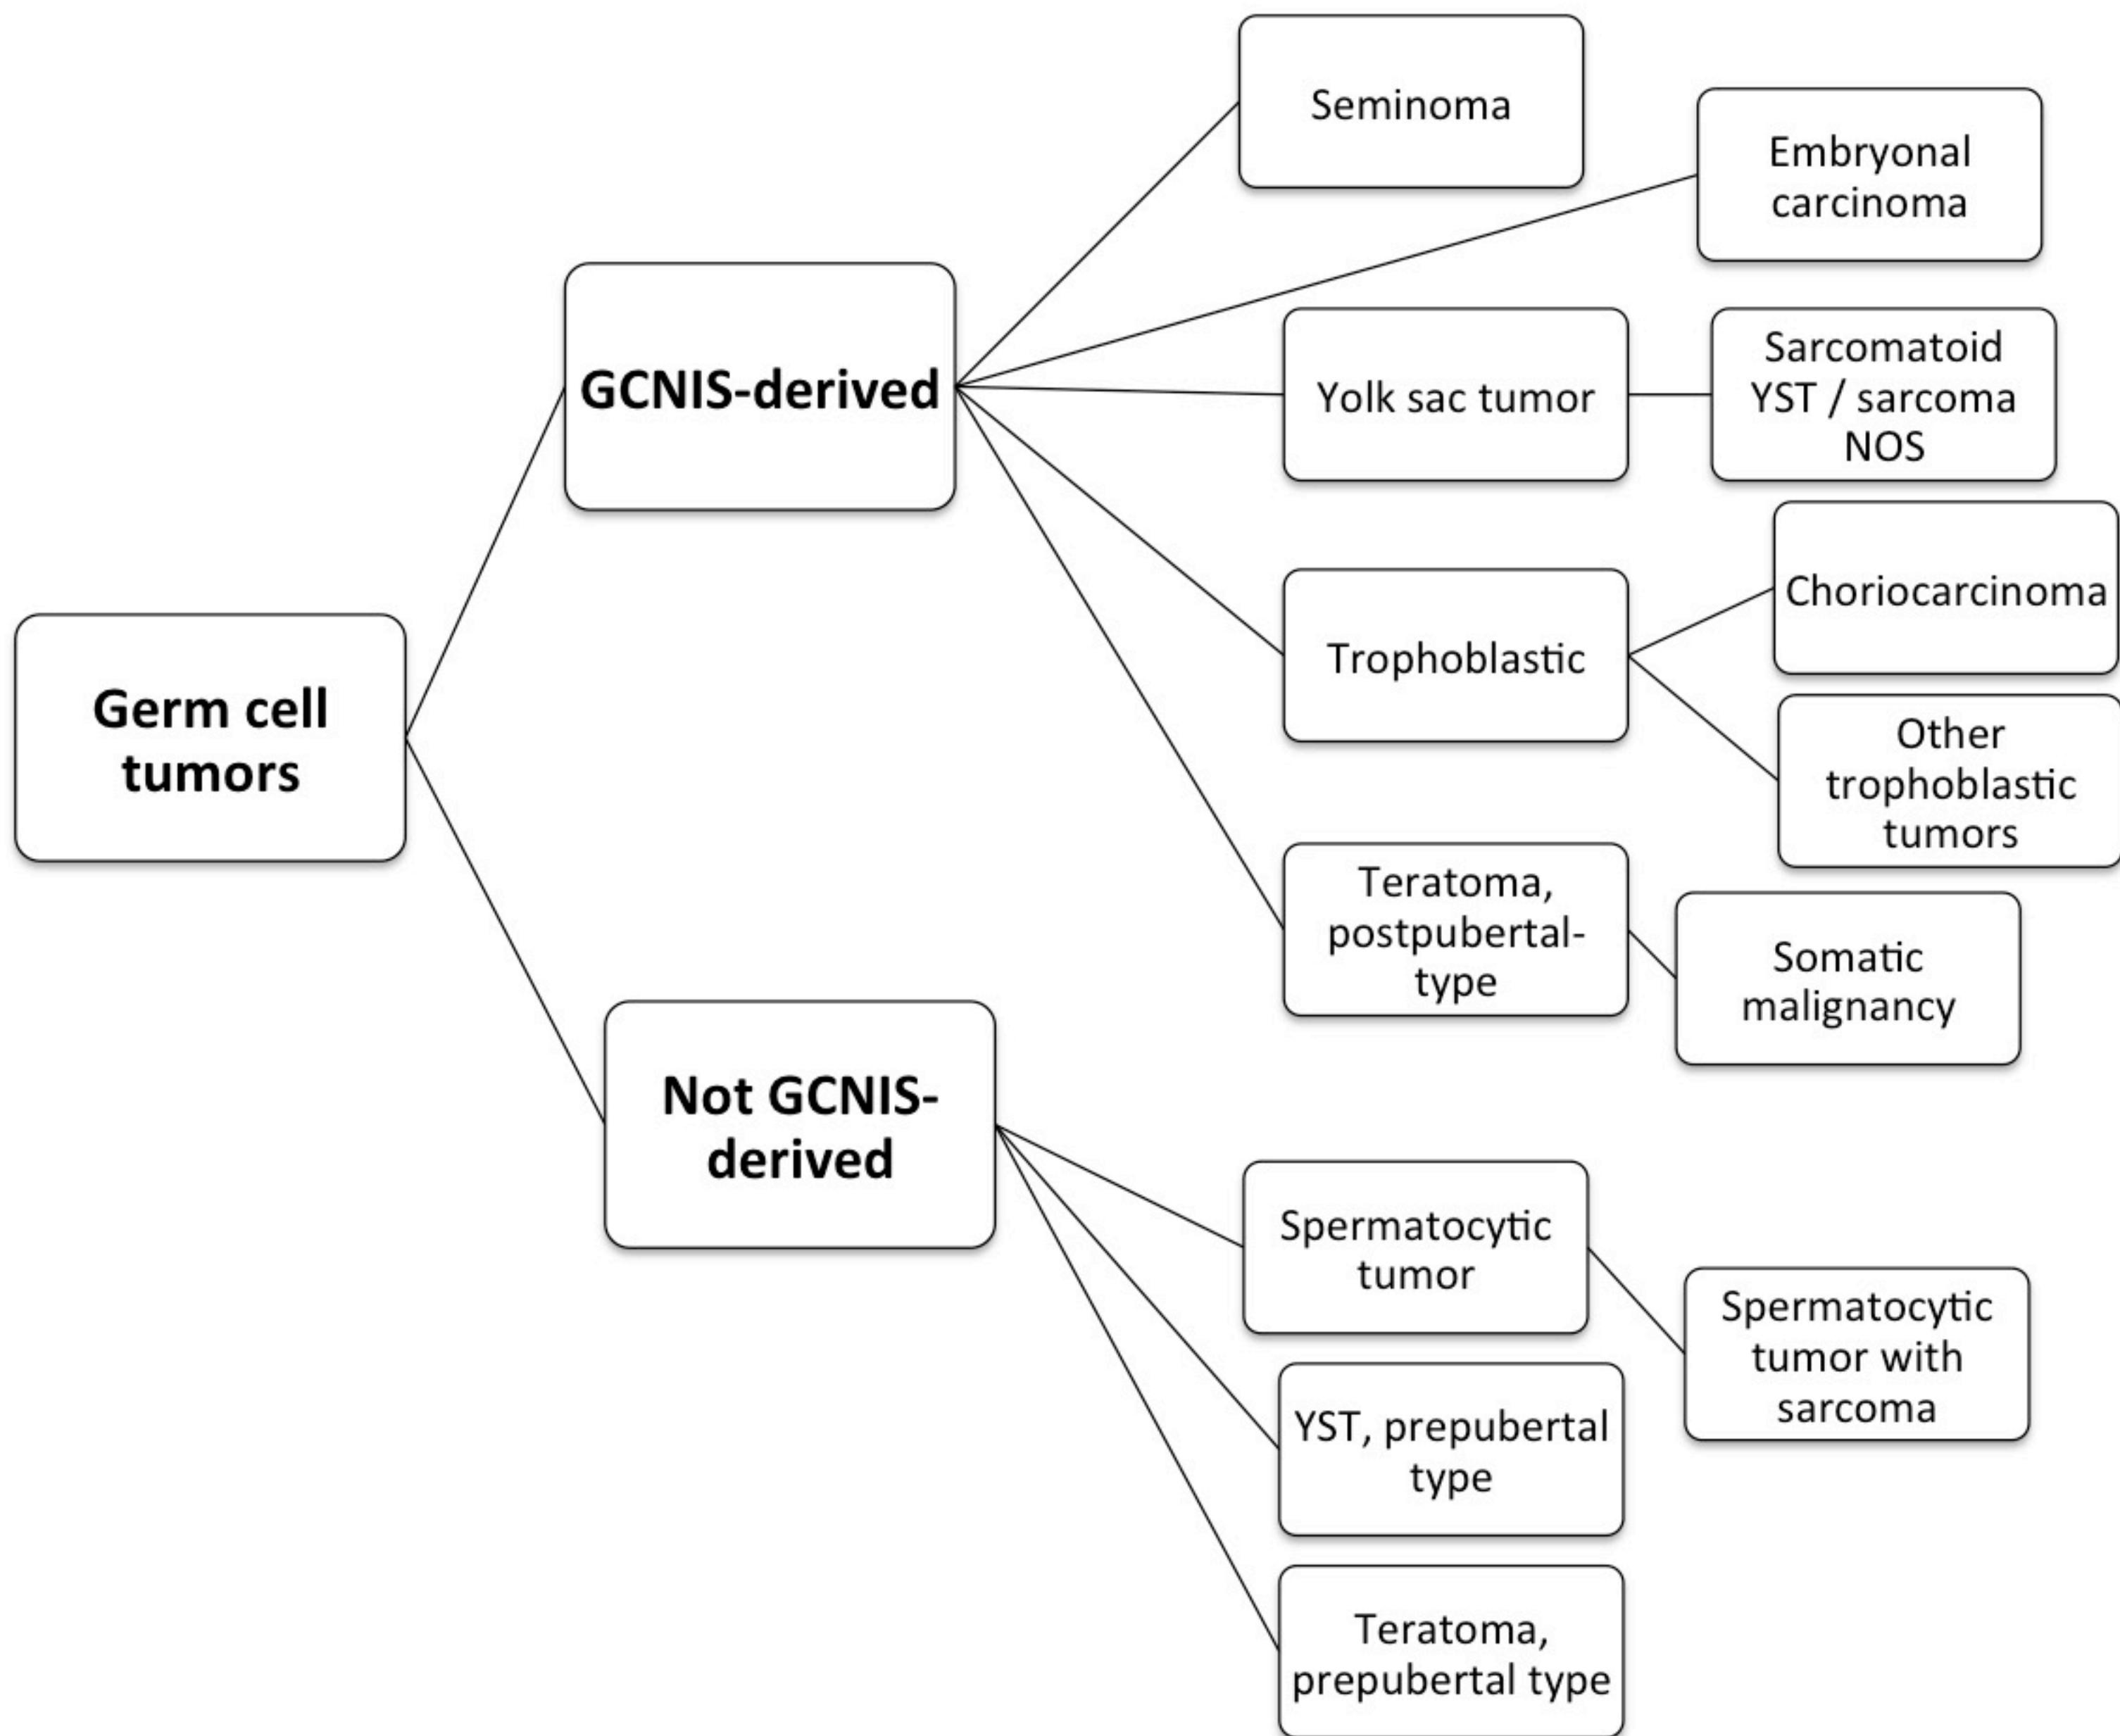 Seminoma
Embryonal
carcinoma
GCNIS-derived
Yolk sac tumor
Sarcomatoid
YST / sarcoma
NOS
Choriocarcinoma
Trophoblastic
Germ cell
tumors
Other
trophoblastic
tumors
Teratoma,
postpubertal-
type
Somatic
malignancy
Not GCNIS-
derived
Spermatocytic
tumor
Spermatocytic
tumor with
sarcoma
YST, prepubertal
type
Teratoma,
prepubertal type